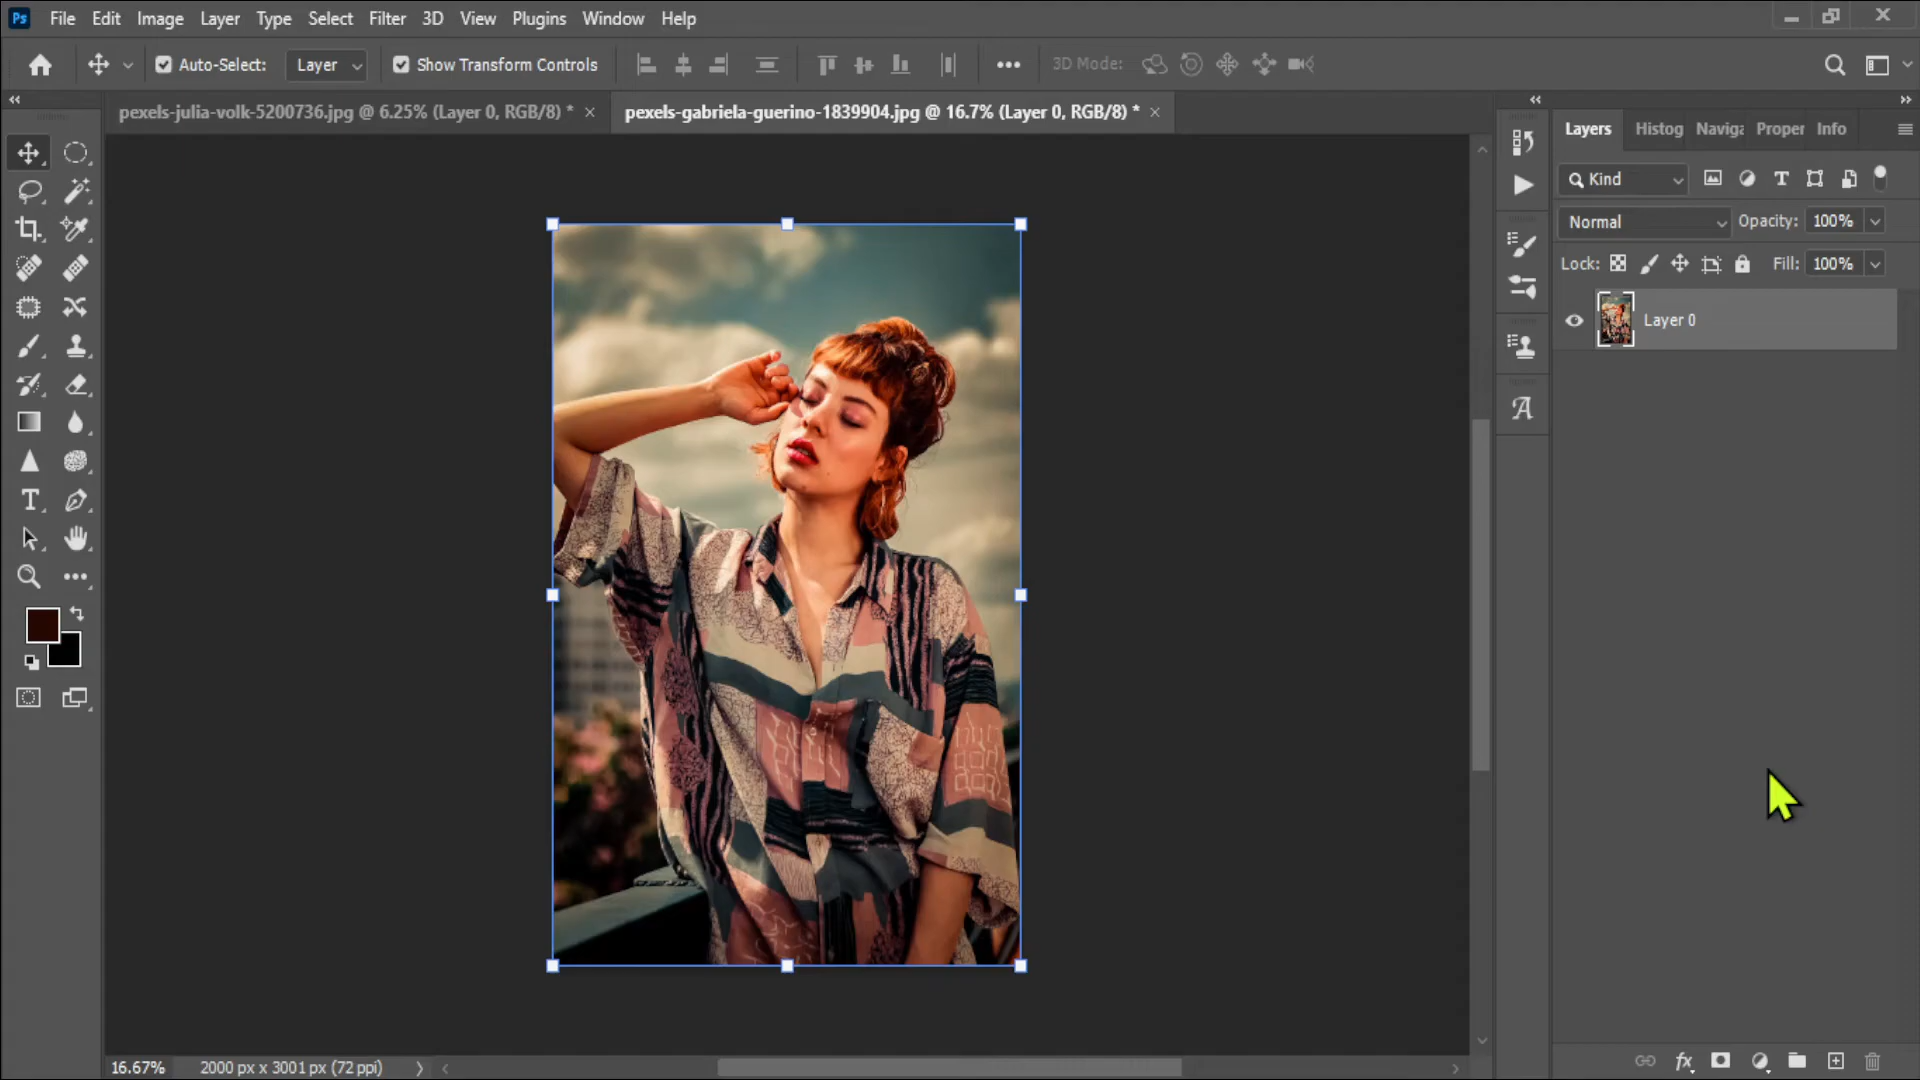 Ps File Edit Image Layer Type Select Filter 3D View Plugins Window Help
Auto-Select: Layer Show Transform Controls 3D Mode:
pexels-julia-volk-5200736.jpg @ 6.25% (Layer 0, RGB/8) * pexels-gabriela-guerino-1839904.jpg @ 16.7% (Layer 0, RGB/8) *
Layers Histog Naviga Proper Info
Kind
Normal Opacity: 100%
Lock: Fill: 100%
Layer 0
16.67% 2000 px x 3001 px (72 ppi)